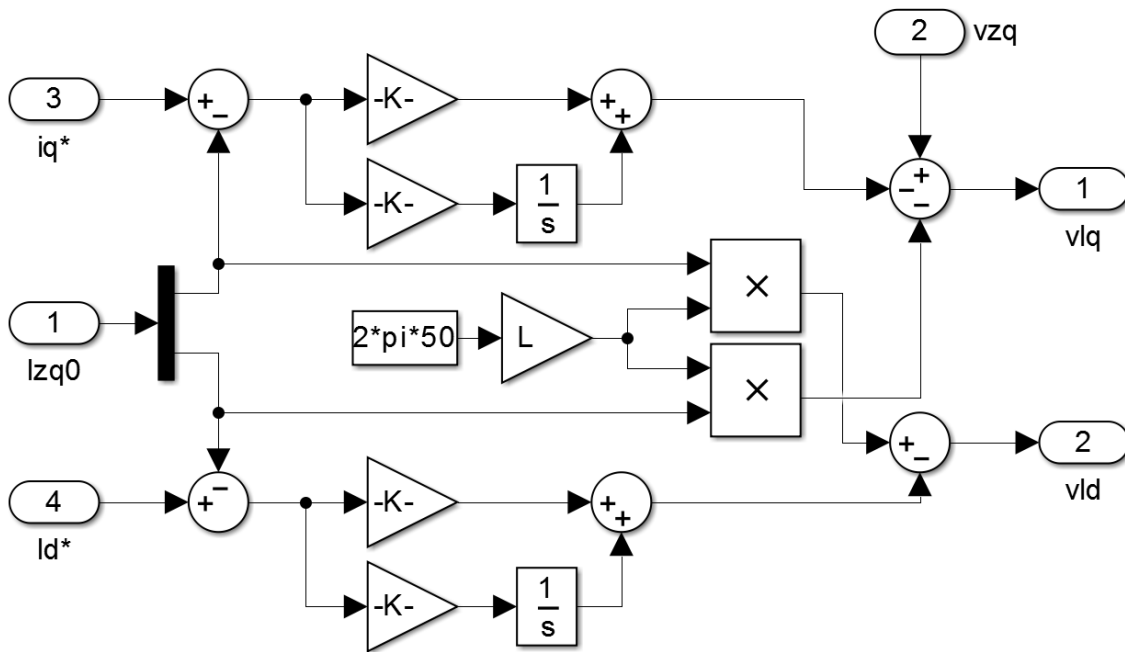 2
vzq
3
iq*
+
−
-K-
+
+
-K-
1
s
+
−
−
1
vlq
1
Izq0
2*pi*50
L
×
×
4
Id*
−
+
-K-
+
+
-K-
1
s
+
−
2
vld